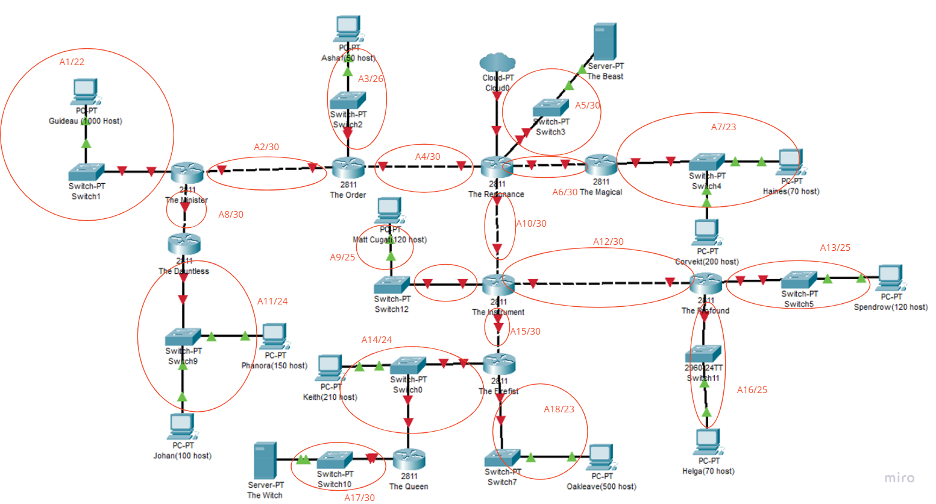 A1/22
PC-PT
Guideau (1000 Host)
Switch-PT
Switch1
A2/30
2811
The Minister
PC-PT
Ashaf(50 host)
A3/26
Switch-PT
Switch2
2811
The Order
A4/30
Cloud-PT
Cloud0
Server-PT
The Beast
A5/30
Switch-PT
Switch3
2811
The Resonance
A6/30
2811
The Magical
A7/23
Switch-PT
Switch4
PC-PT
Haines(70 host)
PC-PT
Corvekt(200 host)
A8/30
2811
The Dauntless
PC-PT
Matt Cugat(120 host)
A9/25
Switch-PT
Switch12
A10/30
2811
The Instrument
A12/30
2811
The Profound
A13/25
Switch-PT
Switch5
PC-PT
Spendrow(120 host)
A11/24
Switch-PT
Switch9
PC-PT
Phanora(150 host)
PC-PT
Johan(100 host)
A15/30
A14/24
PC-PT
Keith(210 host)
Switch-PT
Switch0
2811
The Firefist
2960-24TT
Switch11
A16/25
PC-PT
Helga(70 host)
A18/23
Switch-PT
Switch7
PC-PT
Oakleave(500 host)
Server-PT
The Witch
Switch-PT
Switch10
A17/30
2811
The Queen
miro